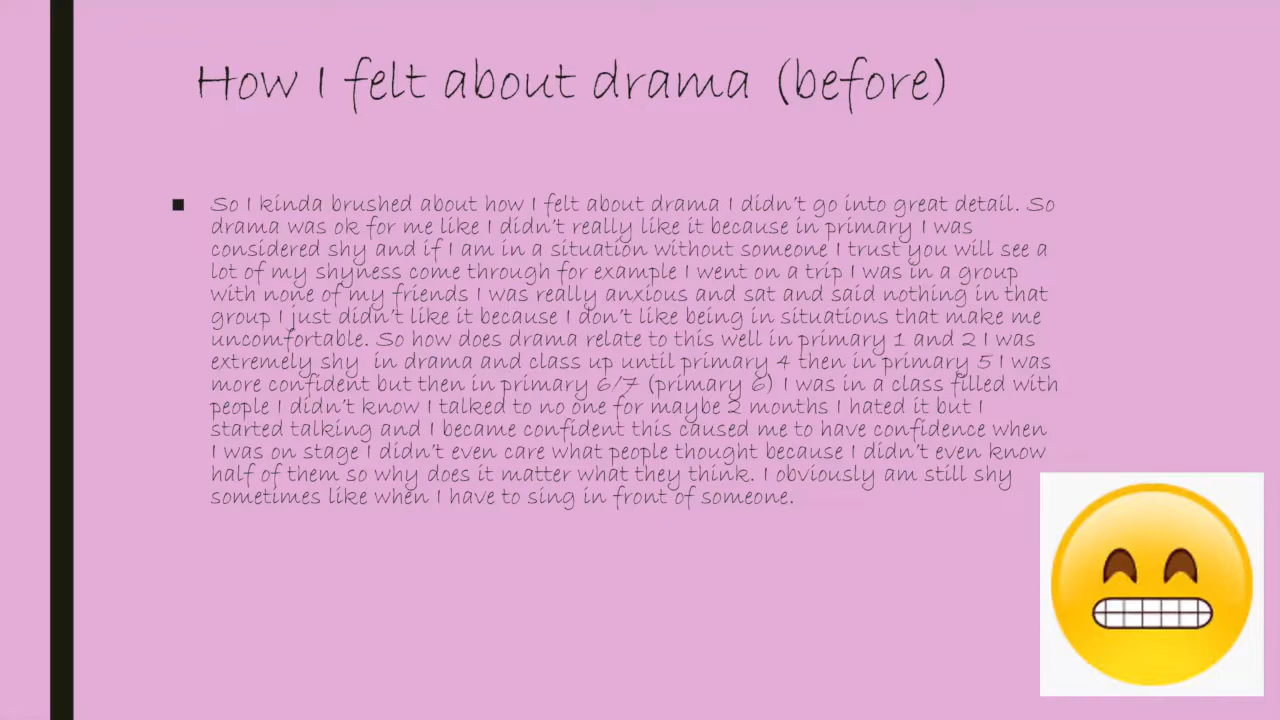 How I felt about drama (before)
So I kinda brushed about how I felt about drama I didn't go into great detail. So
drama was ok for me like I didn't really like it because in primary I was
considered shy and if I am in a situation without someone I trust you will see a
lot of my shyness come through for example I went on a trip I was in a group
with none of my friends I was really anxious and sat and said nothing in that
group I just didn't like it because I don't like being in situations that make me
uncomfortable. So how does drama relate to this well in primary 1 and 2 I was
extremely shy  in drama and class up until primary 4 then in primary 5 I was
more confident but then in primary 6/7 (primary 6) I was in a class filled with
people I didn't know I talked to no one for maybe 2 months I hated it but I
started talking and I became confident this caused me to have confidence when
I was on stage I didn't even care what people thought because I didn't even know
half of them so why does it matter what they think. I obviously am still shy
sometimes like when I have to sing in front of someone.